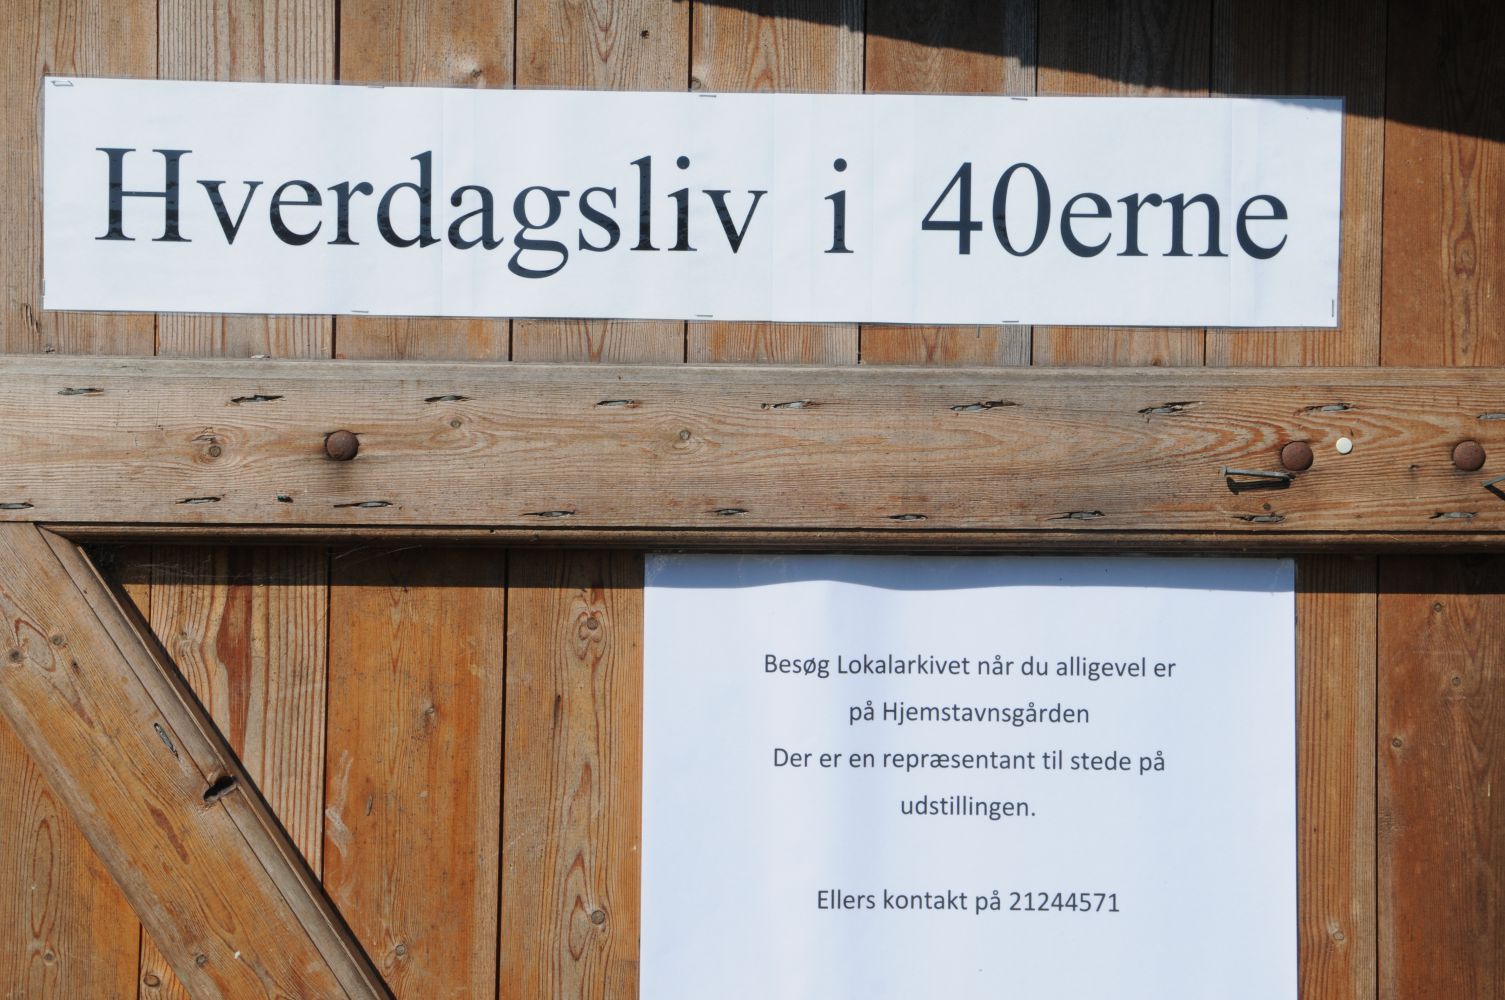 Hverdagsliv i 40erne
Besøg Lokalarkivet når du alligevel er
på Hjemstavnsgården
Der er en repræsentant til stede på
udstillingen.
Ellers kontakt på 21244571